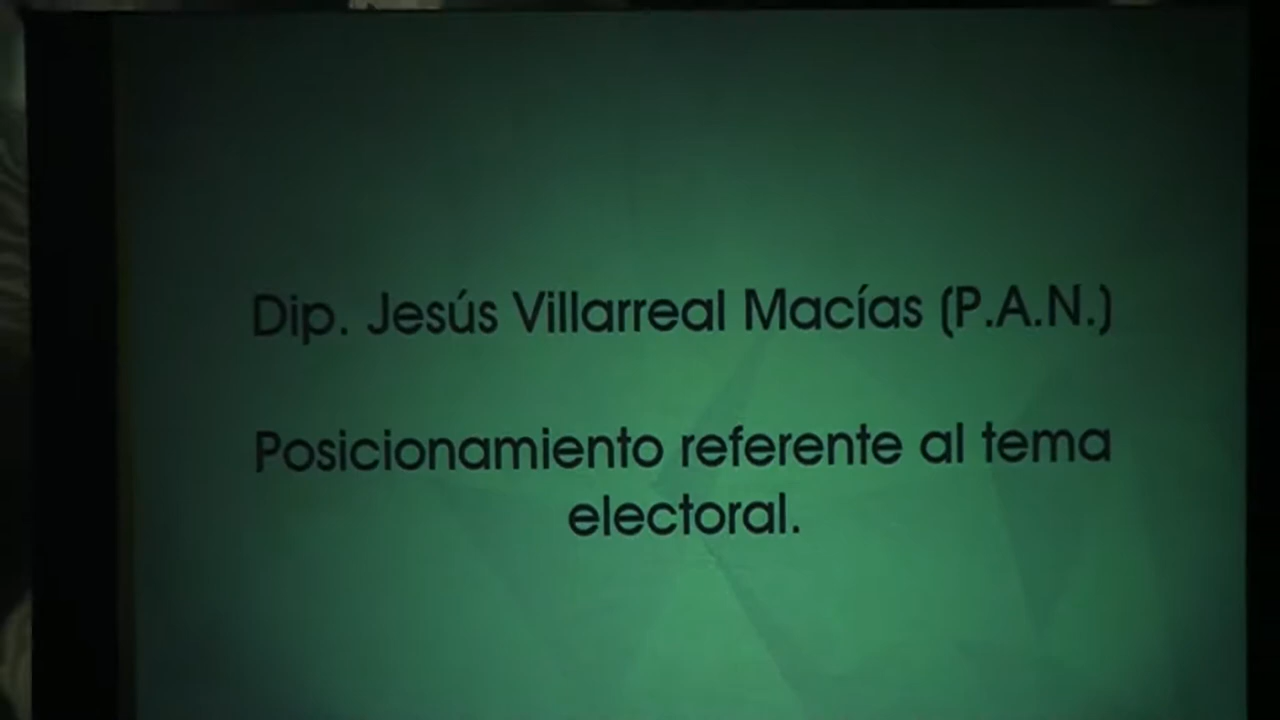 Dip. Jesús Villarreal Macías (P.A.N.)
Posicionamiento referente al tema
electoral.